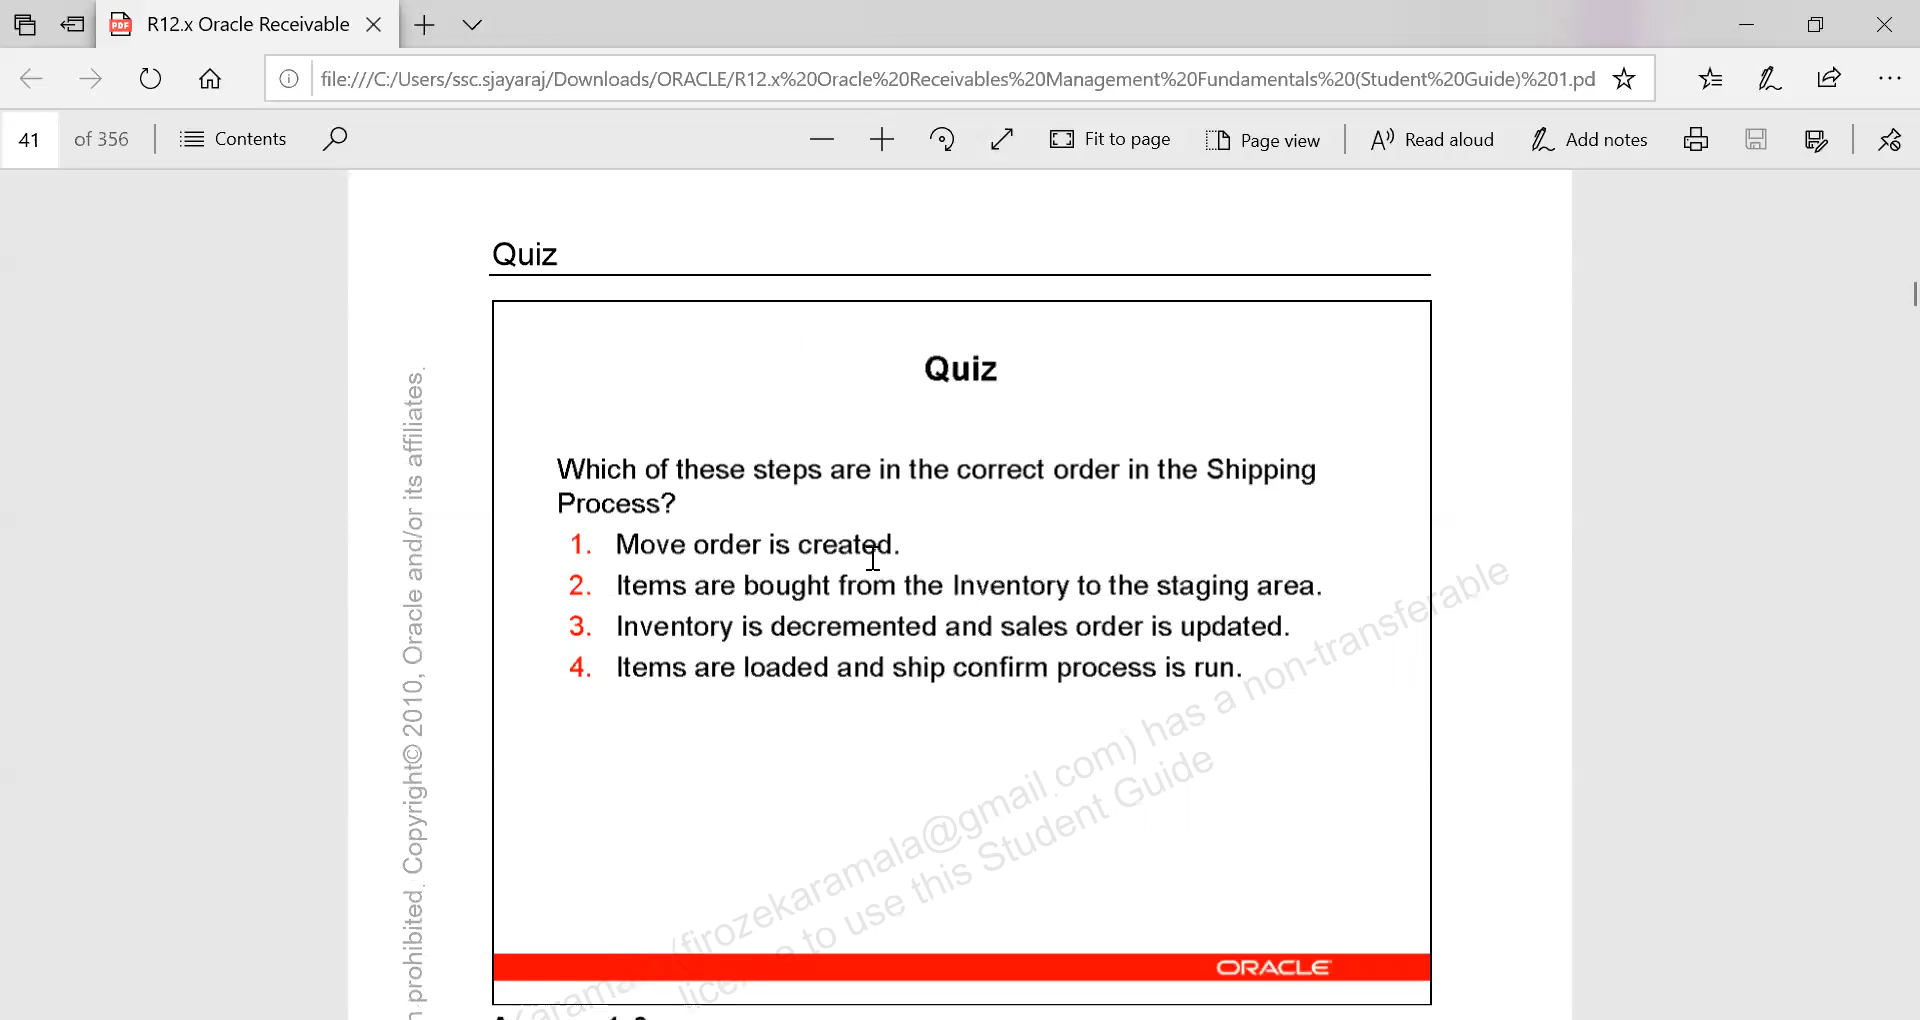 R12.x Oracle Receivable
file:///C:/Users/ssc.sjayaraj/Downloads/ORACLE/R12.x%20Oracle%20Receivables%20Management%20Fundamentals%20(Student%20Guide)%201.pd
41 of 356 Contents Fit to page Page view Read aloud Add notes
Quiz
Quiz
Which of these steps are in the correct order in the Shipping
Process?
1. Move order is created.
2. Items are bought from the Inventory to the staging area.
3. Inventory is decremented and sales order is updated.
4. Items are loaded and ship confirm process is run.
prohibited. Copyright© 2010, Oracle and/or its affiliates.
(firozekaramala@gmail.com) has a non-transferable
to use this Student Guide
ORACLE